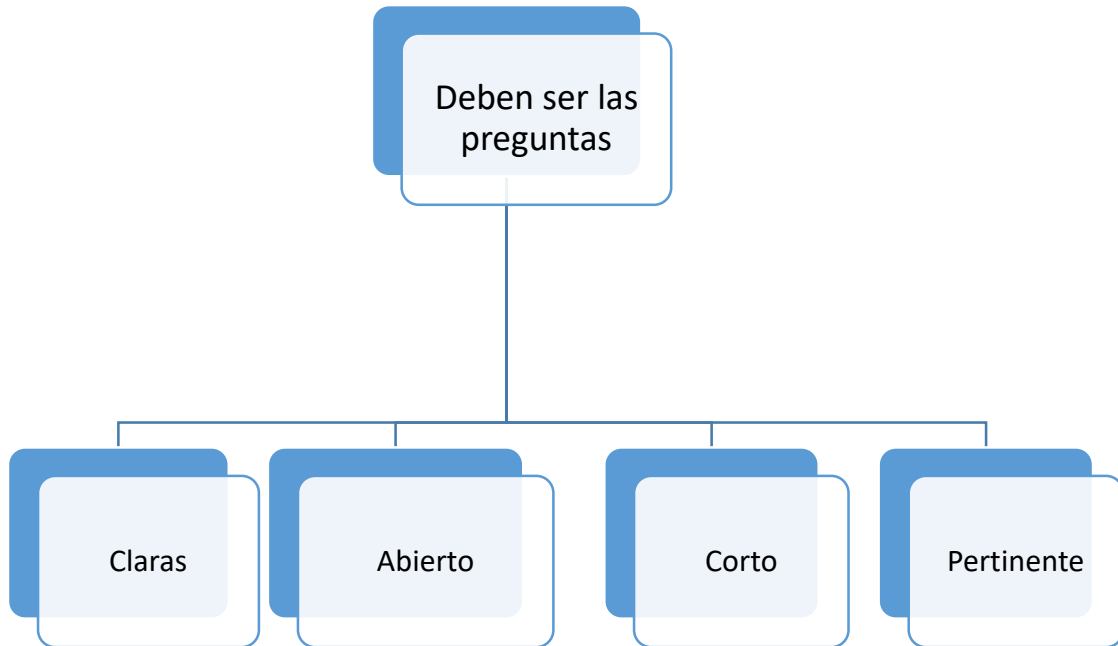 Deben ser las
preguntas
Claras
Abierto
Corto
Pertinente